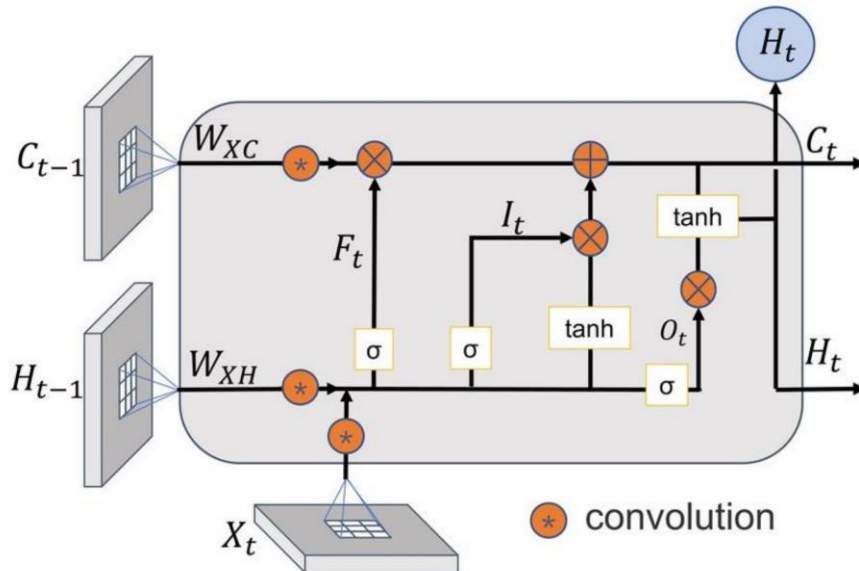 H_t
C_{t-1}
W_{XC}
*
C_t
tanh
I_t
F_t
σ
σ
tanh
O_t
σ
H_{t-1}
W_{XH}
*
H_t
*
X_t
* convolution